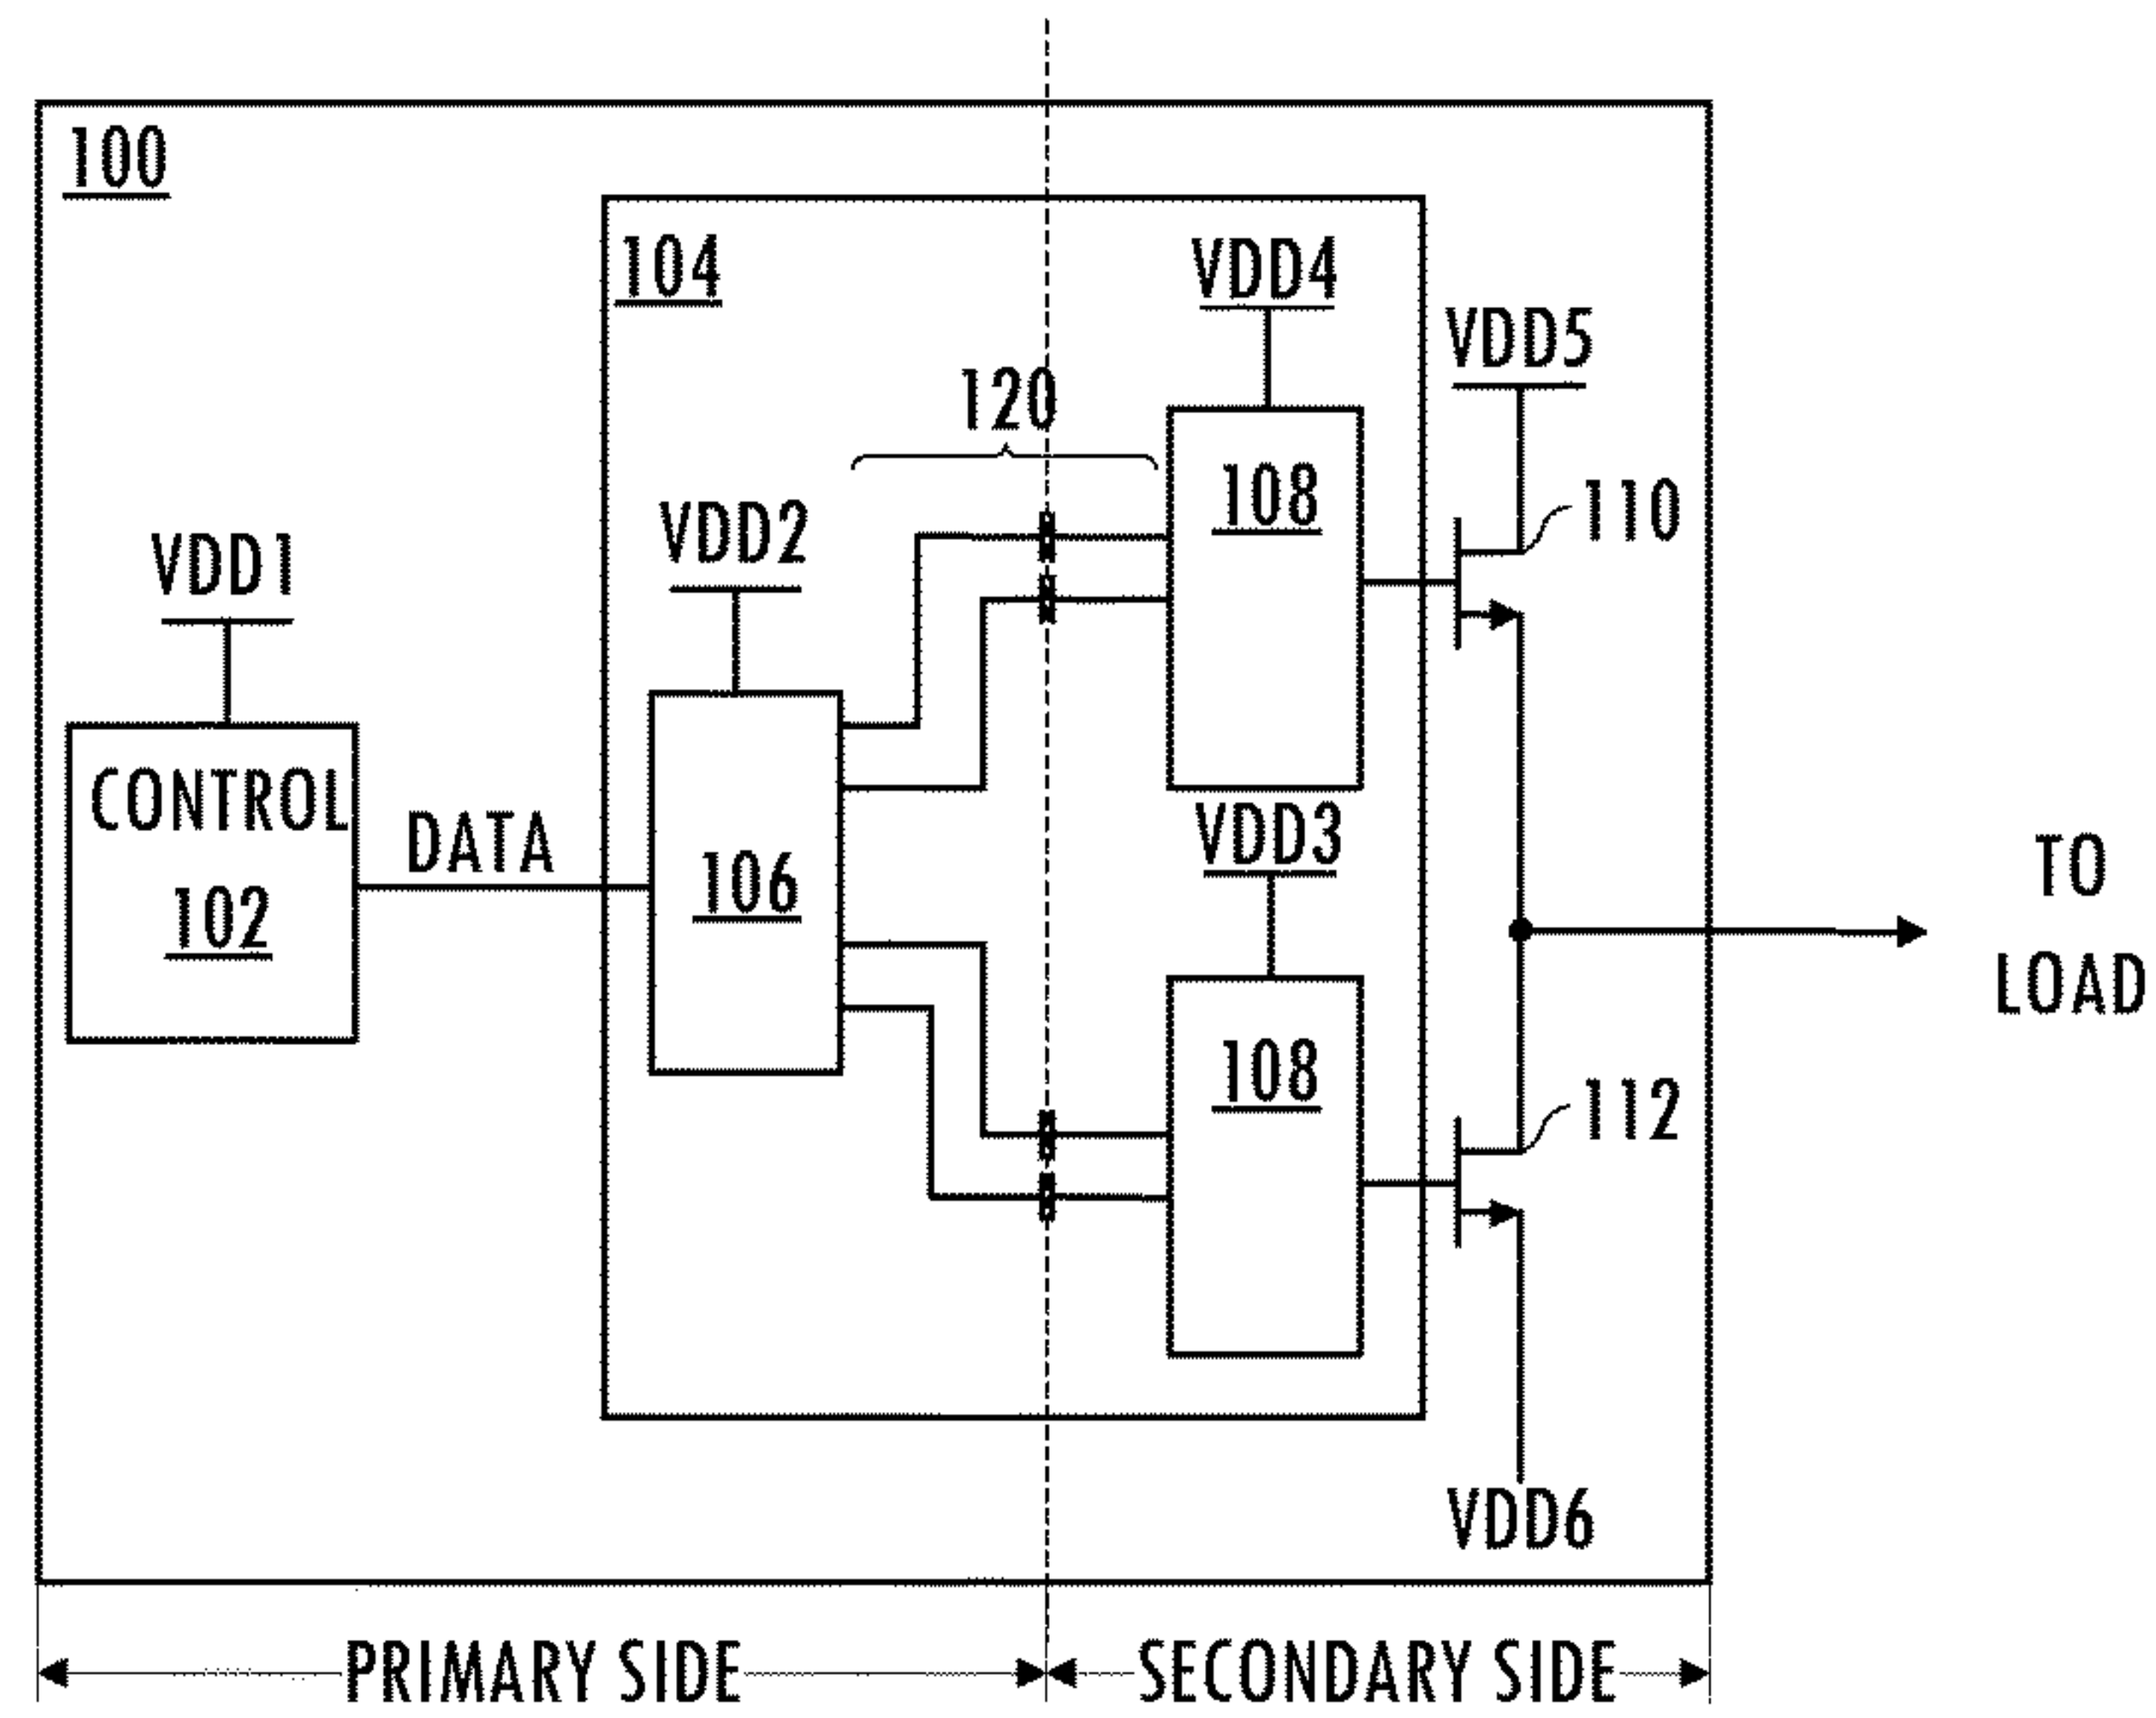 100
104
VDD4
VDD5
120
108
110
VDD2
VDD1
CONTROL
102
DATA
106
VDD3
TO
LOAD
108
112
VDD6
PRIMARY SIDE
SECONDARY SIDE